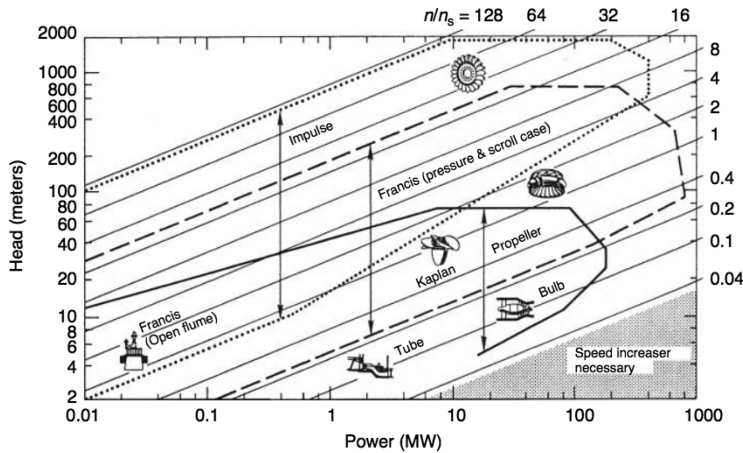 n/nₛ = 128 64 32 16
2000
1000
800
600
400
200
100
80
60
40
20
10
8
6
4
2
Head (meters)
8
4
2
1
0.4
0.2
0.1
0.04
Impulse
Francis (pressure & scroll case)
Propeller
Kaplan
Bulb
Francis
(Open flume)
Tube
Speed increaser
necessary
0.01 0.1 1 10 100 1000
Power (MW)